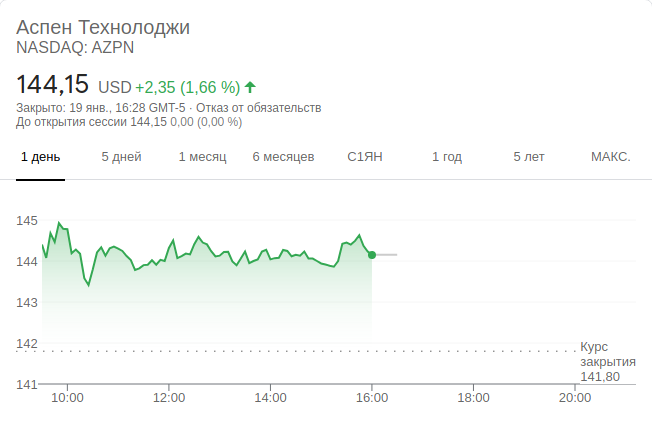 Аспен Технолоджи
NASDAQ: AZPN
144,15 USD +2,35 (1,66 %)
Закрыто: 19 янв., 16:28 GMT-5 · Отказ от обязательств
До открытия сессии 144,15 0,00 (0,00 %)
1 день 5 дней 1 месяц 6 месяцев С1ЯН 1 год 5 лет МАКС.
145
144
143
142
Курс
закрытия
141,80
141
10:00 12:00 14:00 16:00 18:00 20:00